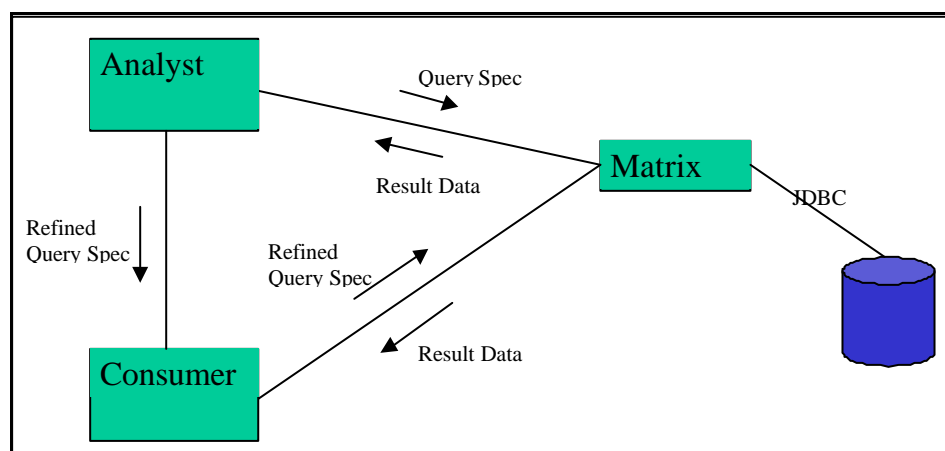 Analyst
Query Spec
Result Data
Matrix
JDBC
Refined
Query Spec
Refined
Query Spec
Result Data
Consumer